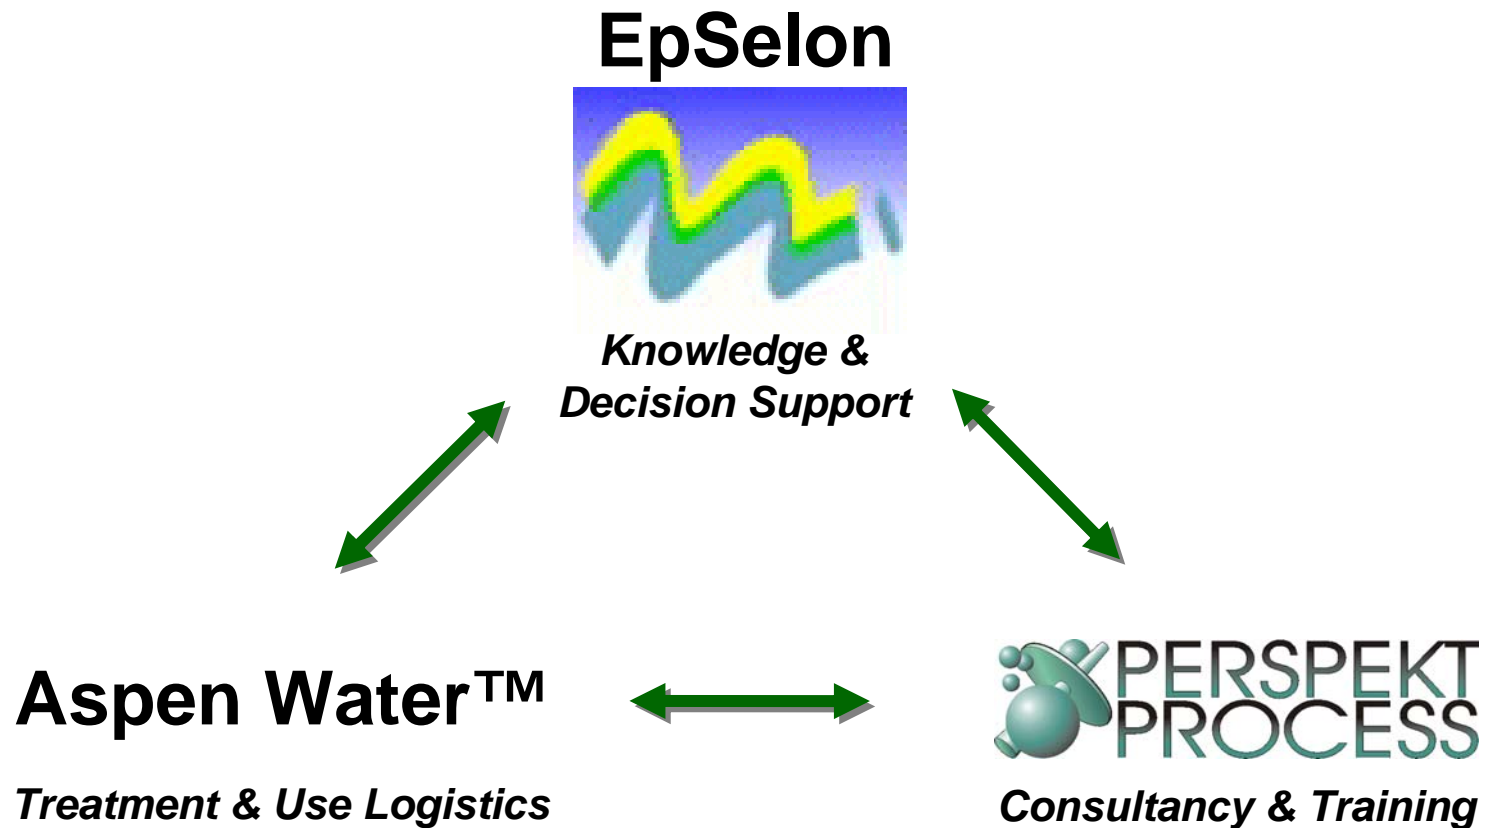 EpSelon
Knowledge &
Decision Support
Aspen Water™
PERSPEKT
PROCESS
Treatment & Use Logistics
Consultancy & Training